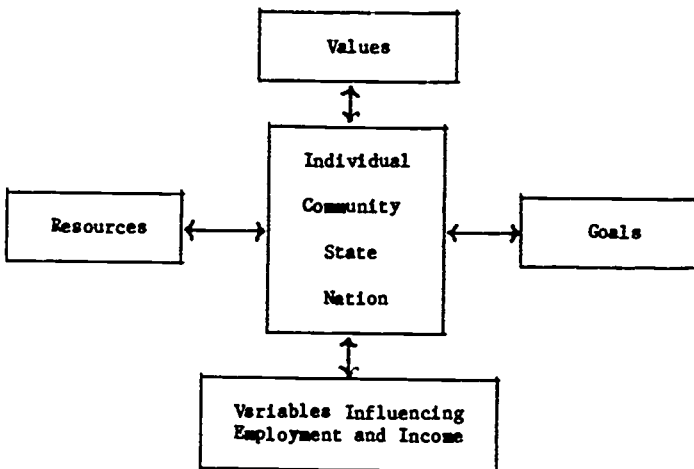 Values
Individual
Community
State
Nation
Resources
Goals
Variables Influencing
Employment and Income